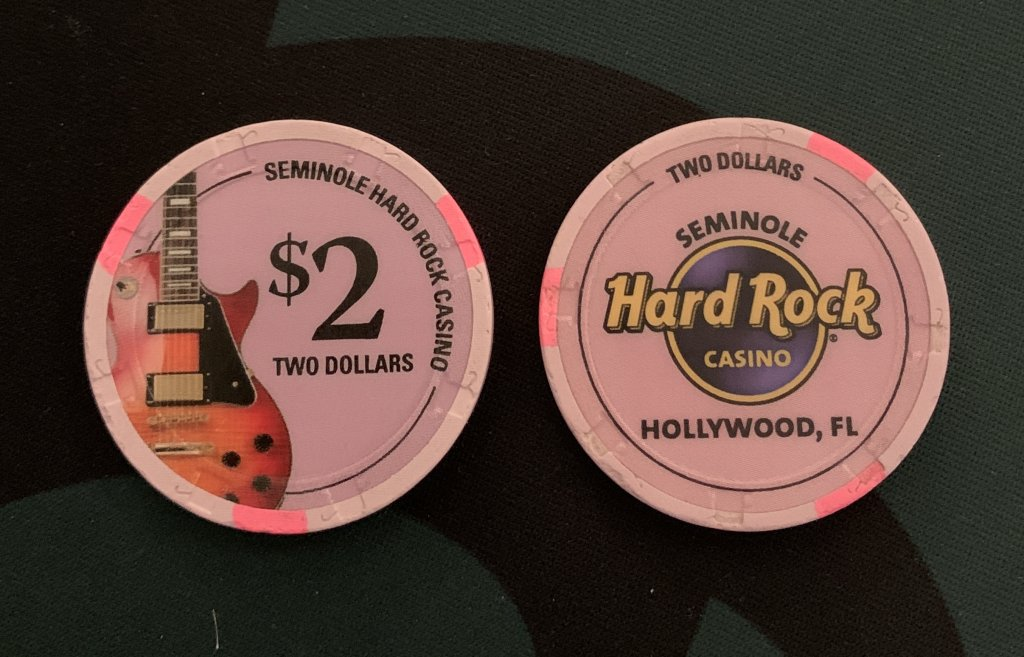 SEMINOLE HARD ROCK CASINO
$2
TWO DOLLARS
TWO DOLLARS
SEMINOLE
Hard Rock®
CASINO
HOLLYWOOD, FL